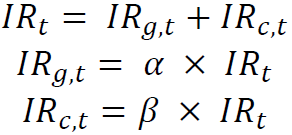 IR_t = IR_{g,t} + IR_{c,t}
IR_{g,t} = α × IR_t
IR_{c,t} = β × IR_t